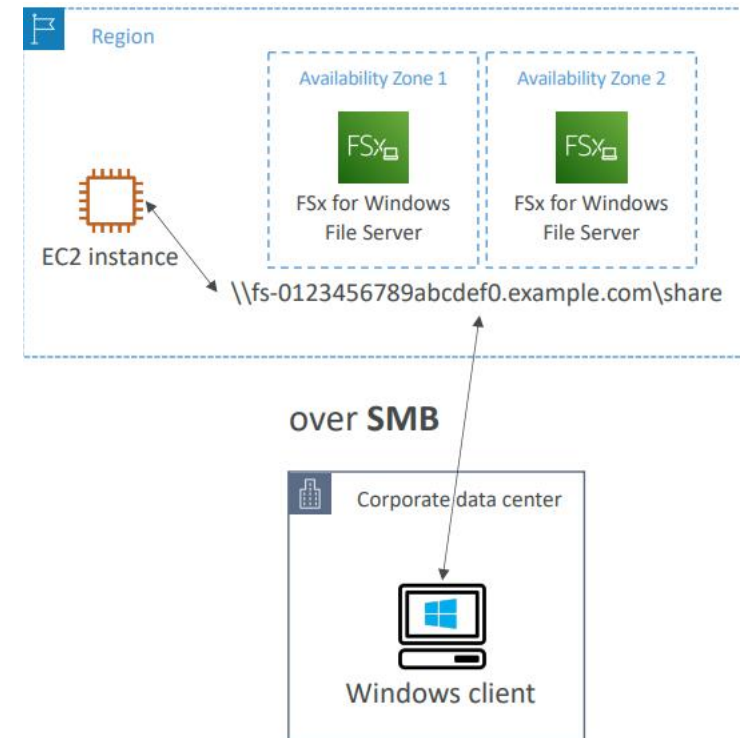 Region
Availability Zone 1
Availability Zone 2
FSx
FSx
FSx for Windows
File Server
FSx for Windows
File Server
EC2 instance
\\fs-0123456789abcdef0.example.com\share
over SMB
Corporate data center
Windows client